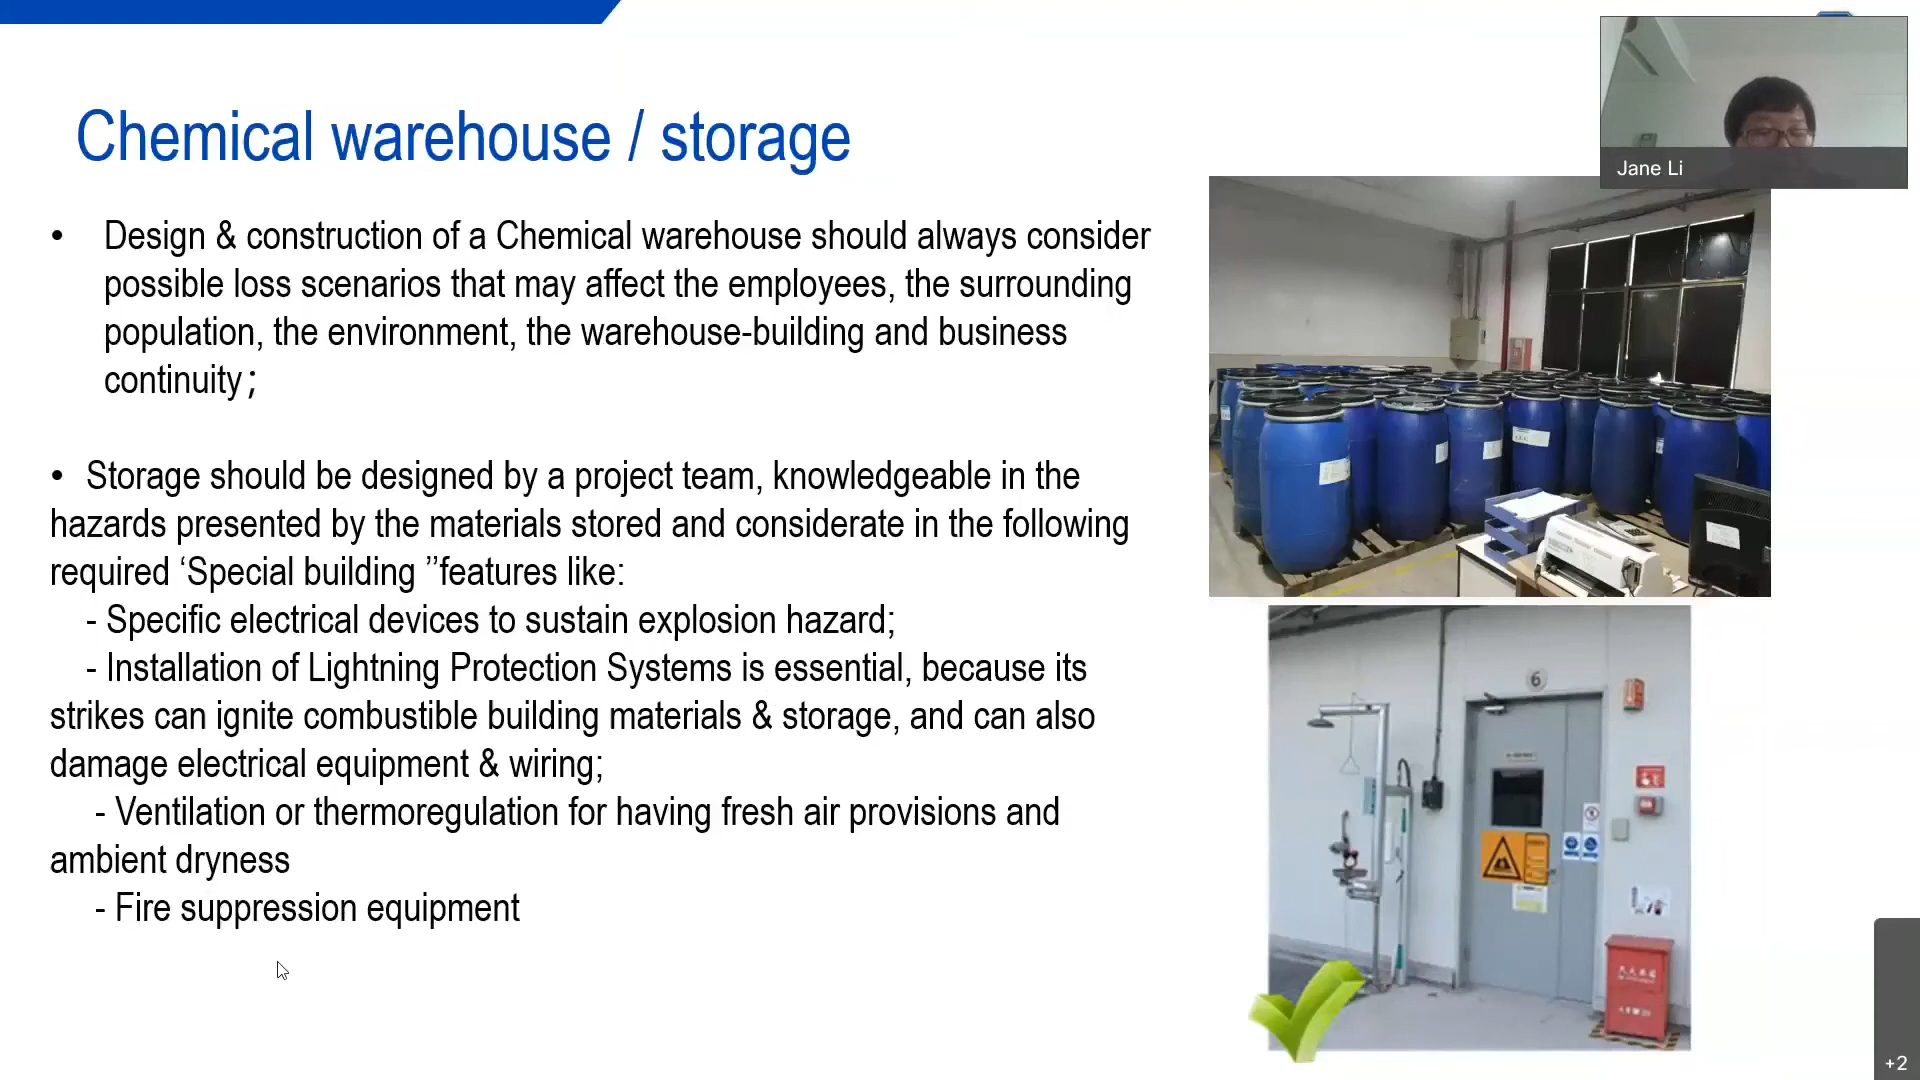 Chemical warehouse / storage
Jane Li
• Design & construction of a Chemical warehouse should always consider
possible loss scenarios that may affect the employees, the surrounding
population, the environment, the warehouse-building and business
continuity；
• Storage should be designed by a project team, knowledgeable in the
hazards presented by the materials stored and considerate in the following
required ‘Special building ’’features like:
- Specific electrical devices to sustain explosion hazard;
- Installation of Lightning Protection Systems is essential, because its
strikes can ignite combustible building materials & storage, and can also
damage electrical equipment & wiring;
- Ventilation or thermoregulation for having fresh air provisions and
ambient dryness
- Fire suppression equipment
6
+2